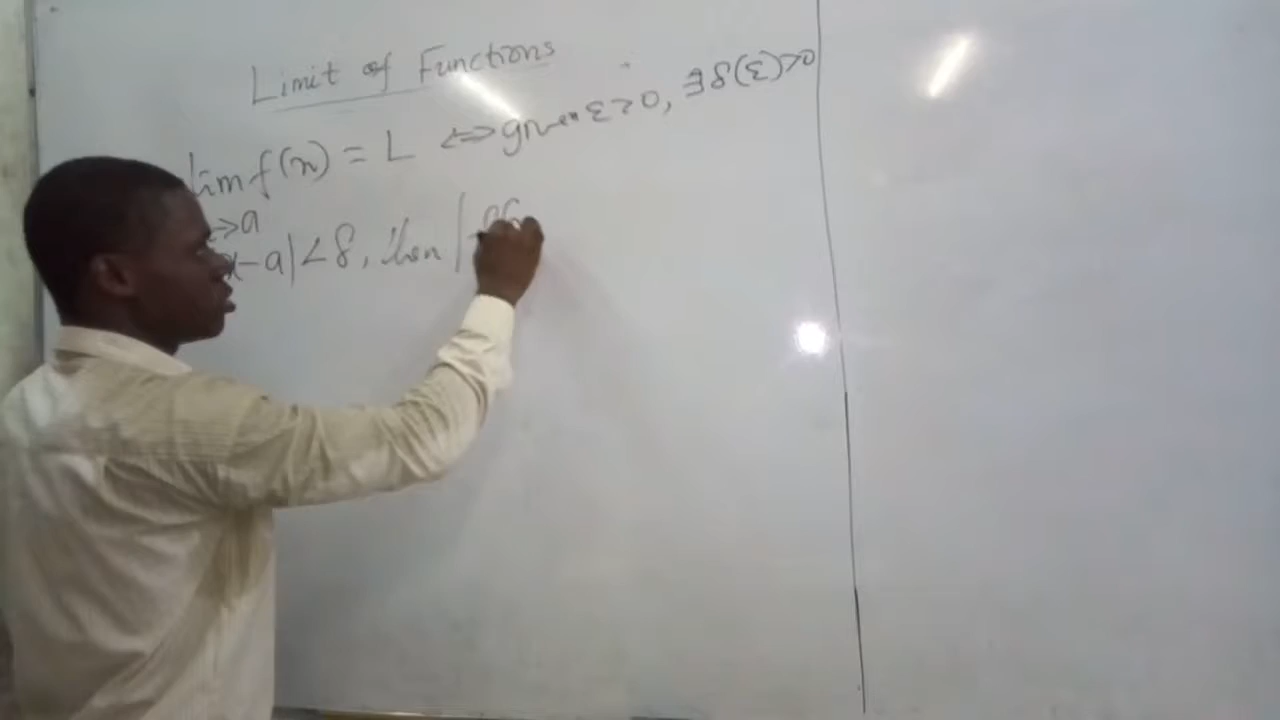 Limit of Functions
lim f(x) = L ⟺ given ε > 0, ∃ δ(ε) > 0
→a
x-a| < δ, then |